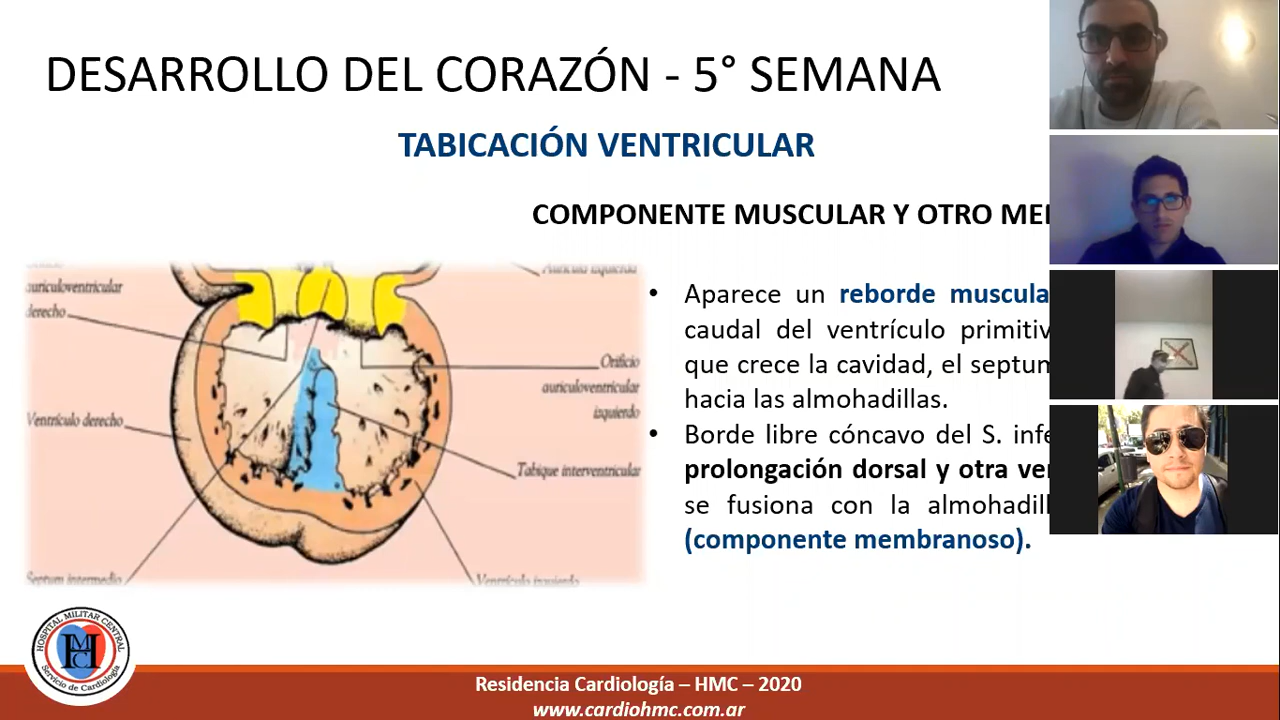 DESARROLLO DEL CORAZÓN - 5° SEMANA
TABICACIÓN VENTRICULAR
COMPONENTE MUSCULAR Y OTRO
auriculoventricular
derecho
Aurícula izquierda
Orificio
auriculoventricular
izquierdo
Ventrículo derecho
Tabique interventricular
Septum intermedio
Ventrículo izquierdo
• Aparece un reborde muscula
caudal del ventrículo primitiv
que crece la cavidad, el septum
hacia las almohadillas.
• Borde libre cóncavo del S. infe
prolongación dorsal y otra ve
se fusiona con la almohadill
(componente membranoso).
HOSPITAL MILITAR CENTRAL
HMC
Servicio de Cardiología
Residencia Cardiología – HMC – 2020
www.cardiohmc.com.ar